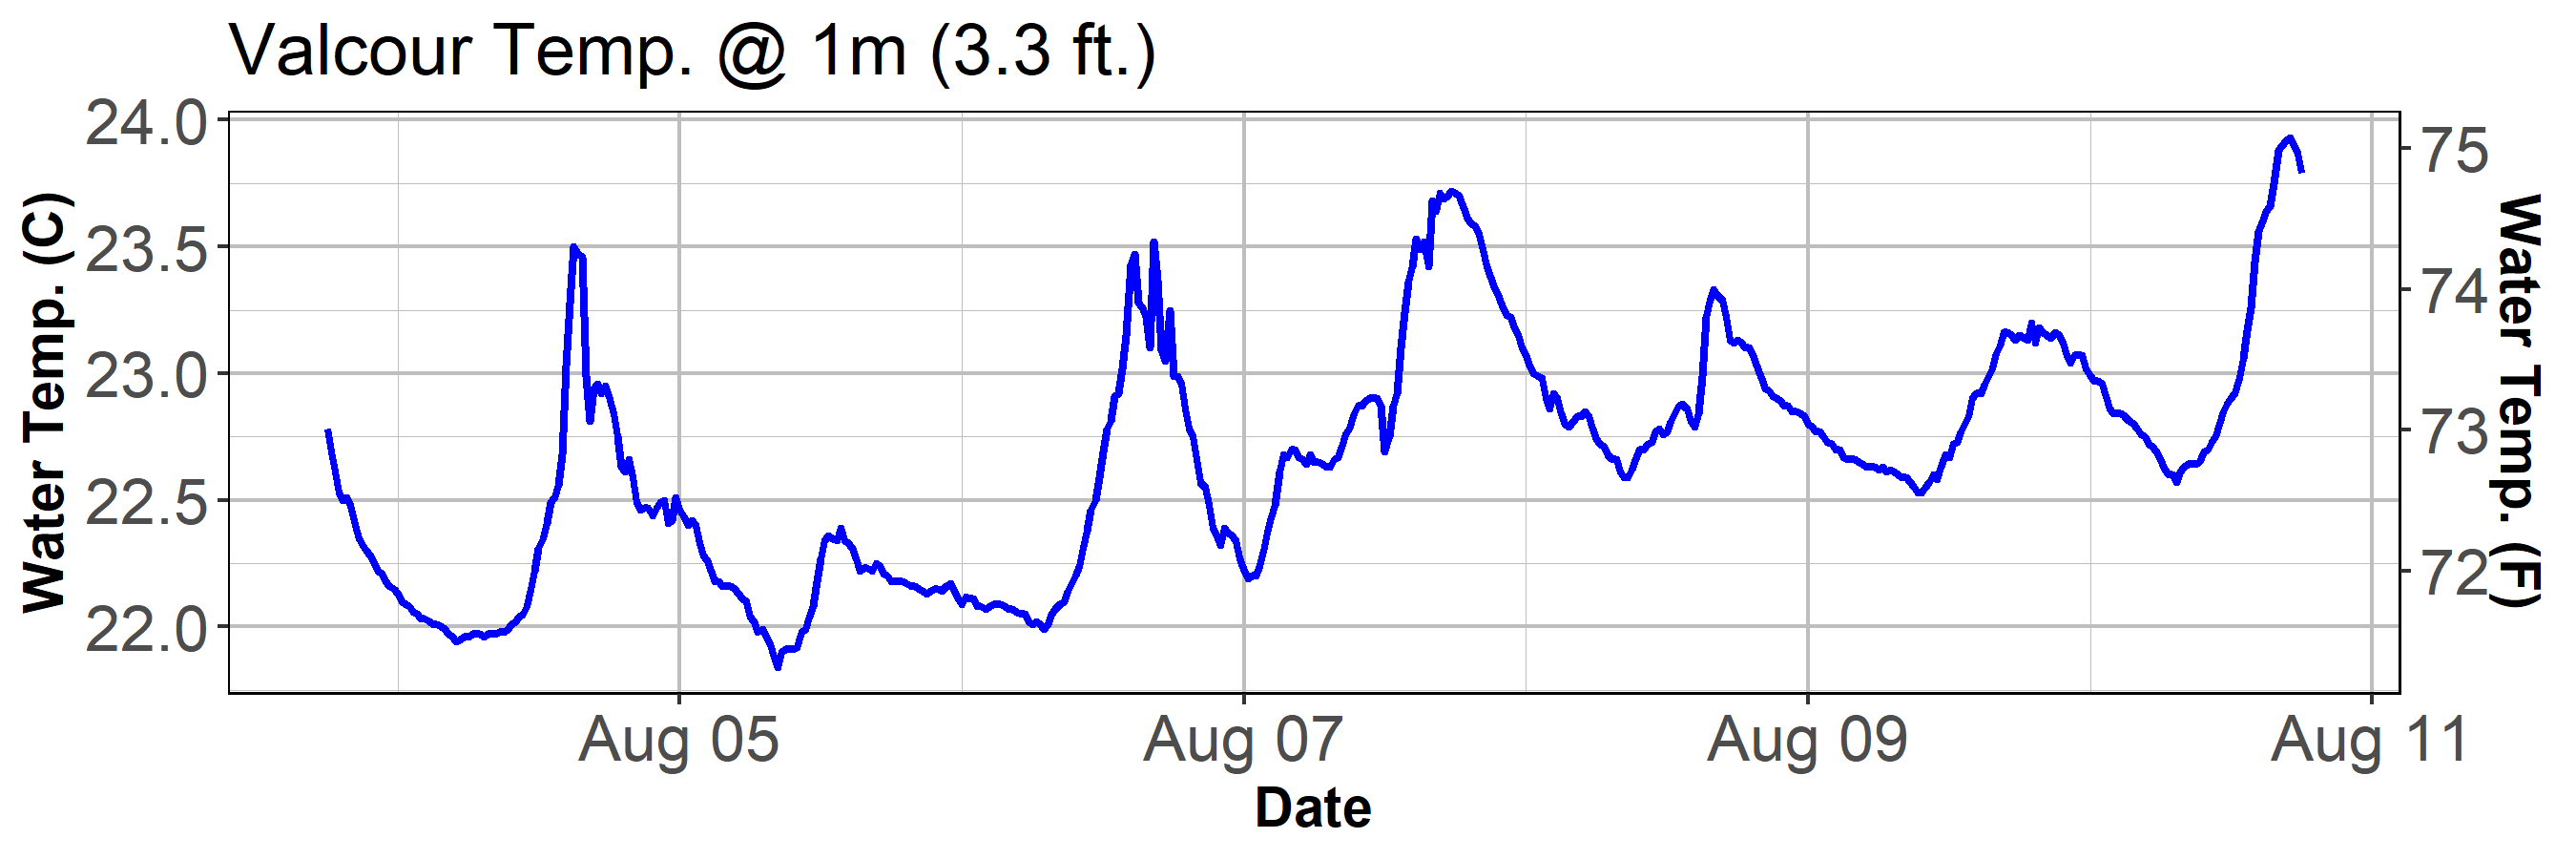 Valcour Temp. @ 1m (3.3 ft.)
Water Temp. (C)
24.0
23.5
23.0
22.5
22.0
75
74
73
72
Water Temp. (F)
Aug 05 Aug 07 Aug 09 Aug 11
Date